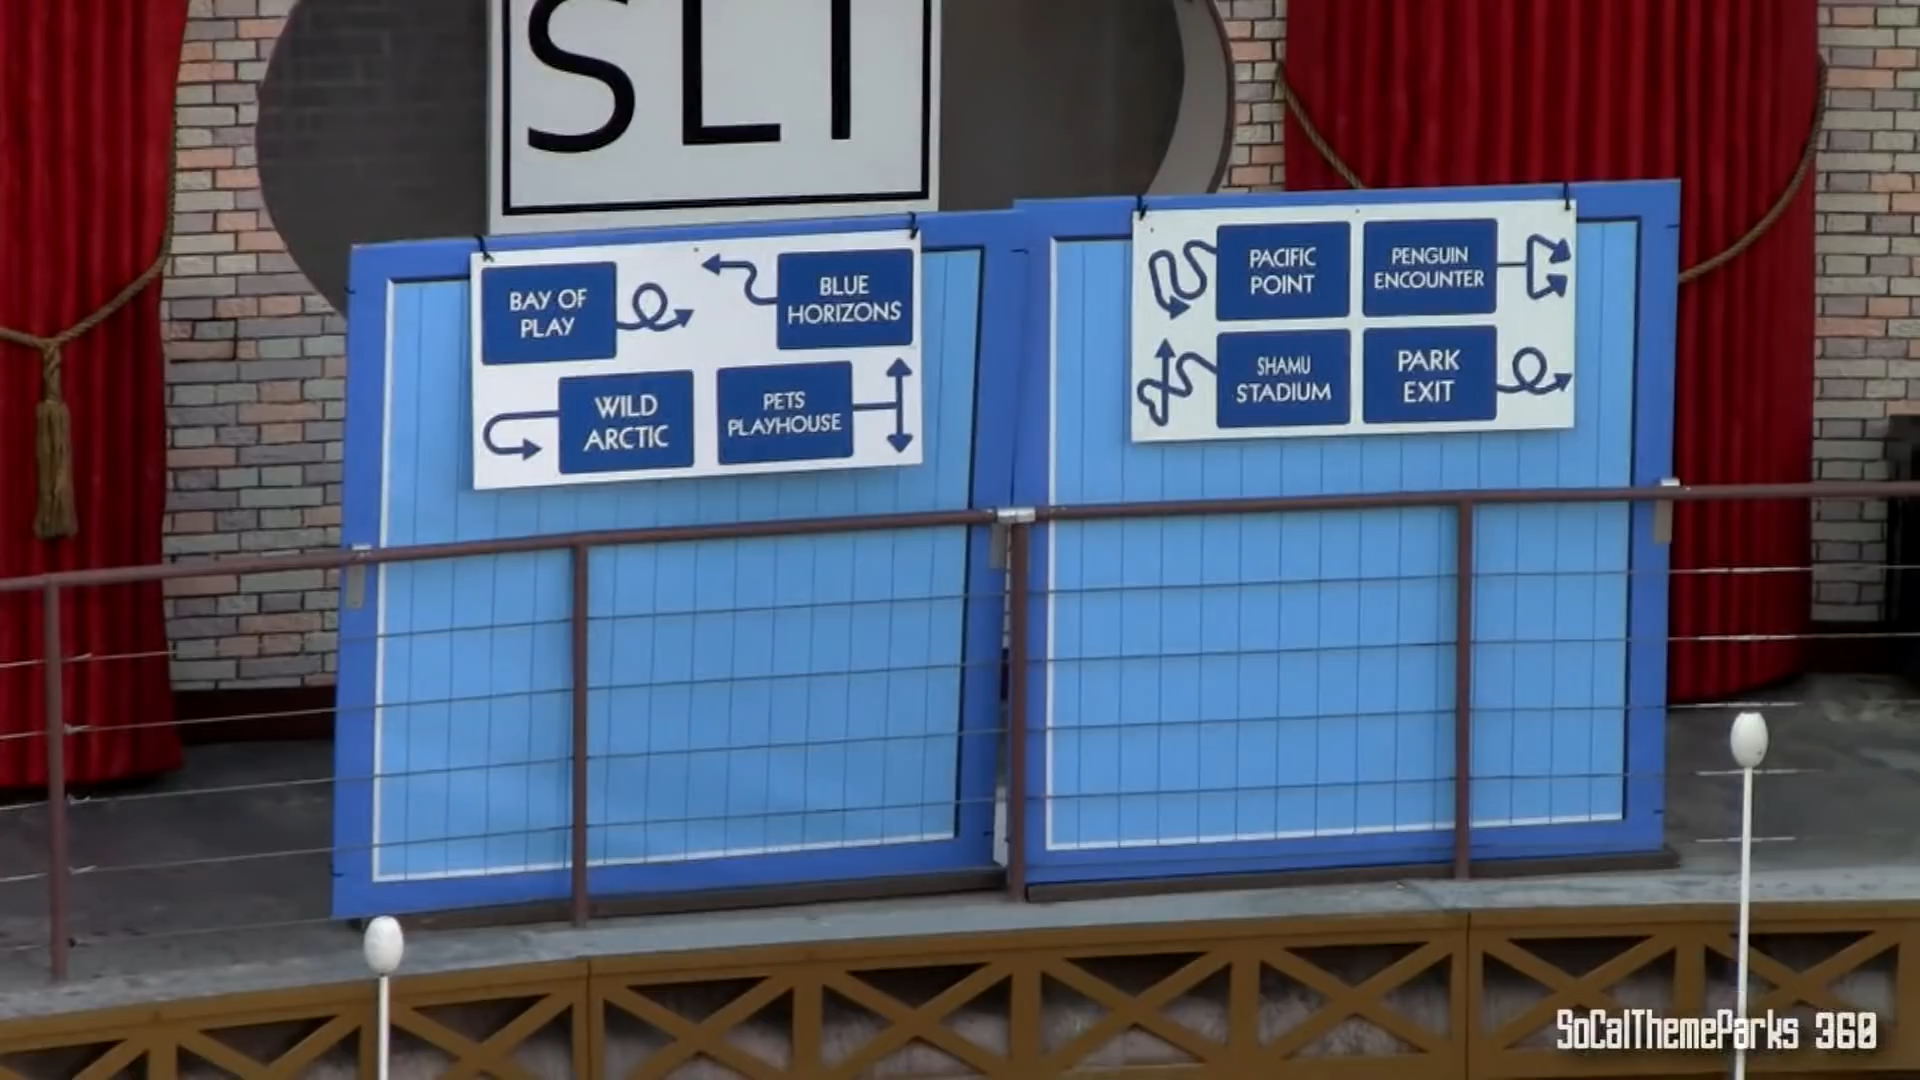 SLT
BAY OF
PLAY
BLUE
HORIZONS
WILD
ARCTIC
PETS
PLAYHOUSE
PACIFIC
POINT
PENGUIN
ENCOUNTER
SHAMU
STADIUM
PARK
EXIT
SoCalThemeParks 360